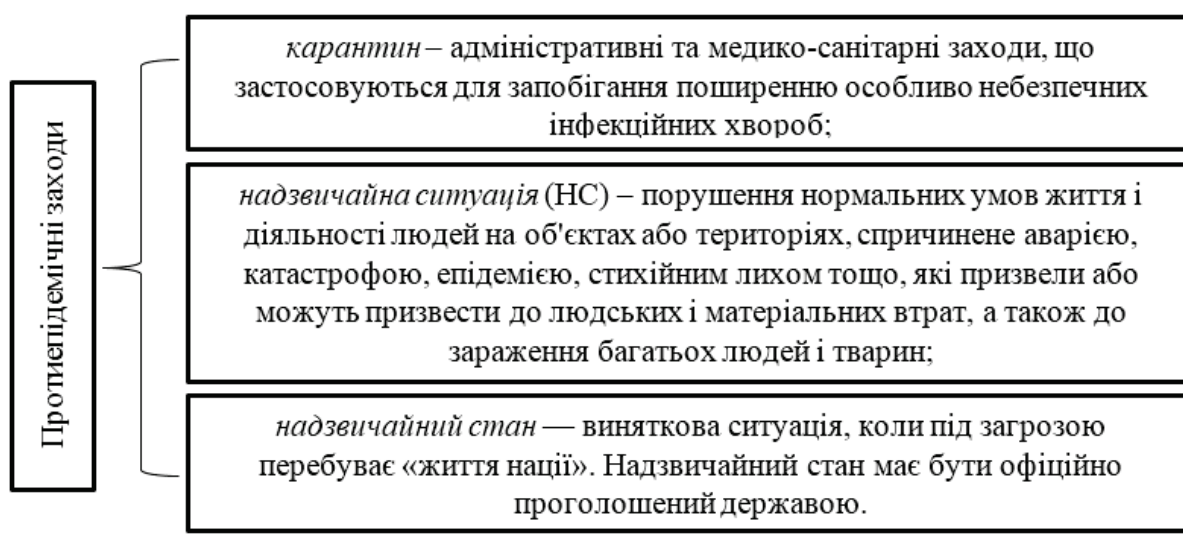 Протиепідемічні заходи
карантин – адміністративні та медико-санітарні заходи, що
застосовуються для запобігання поширенню особливо небезпечних
інфекційних хвороб;
надзвичайна ситуація (НС) – порушення нормальних умов життя і
діяльності людей на об'єктах або територіях, спричинене аварією,
катастрофою, епідемією, стихійним лихом тощо, які призвели або
можуть призвести до людських і матеріальних втрат, а також до
зараження багатьох людей і тварин;
надзвичайний стан — виняткова ситуація, коли під загрозою
перебуває «життя нації». Надзвичайний стан має бути офіційно
проголошений державою.